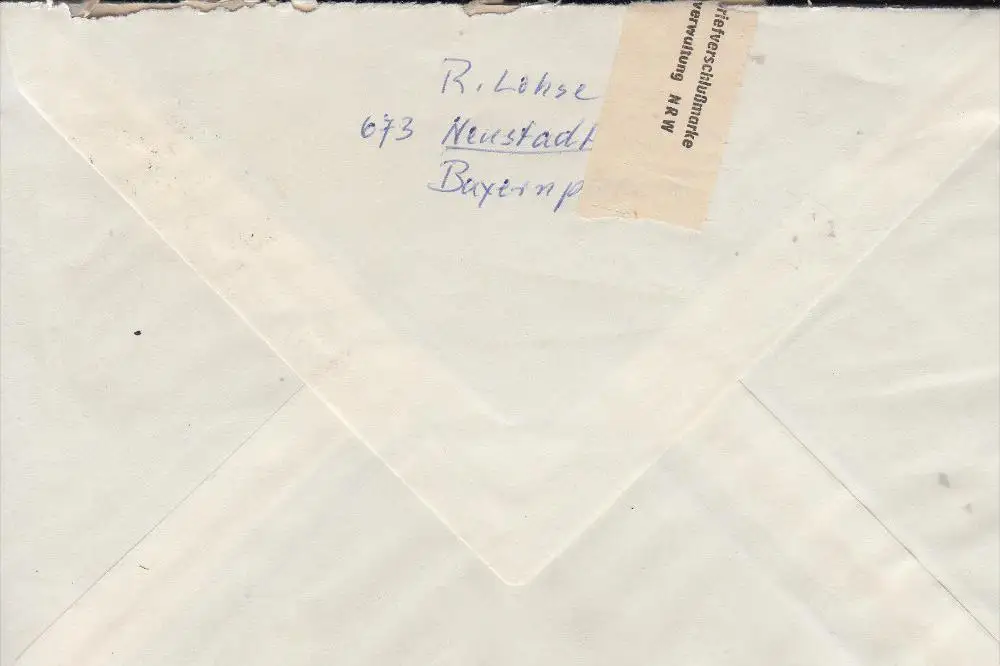 R. Lohse
673 Neustadt
Bayernp
riefverschlußmarke
verwaltung NRW